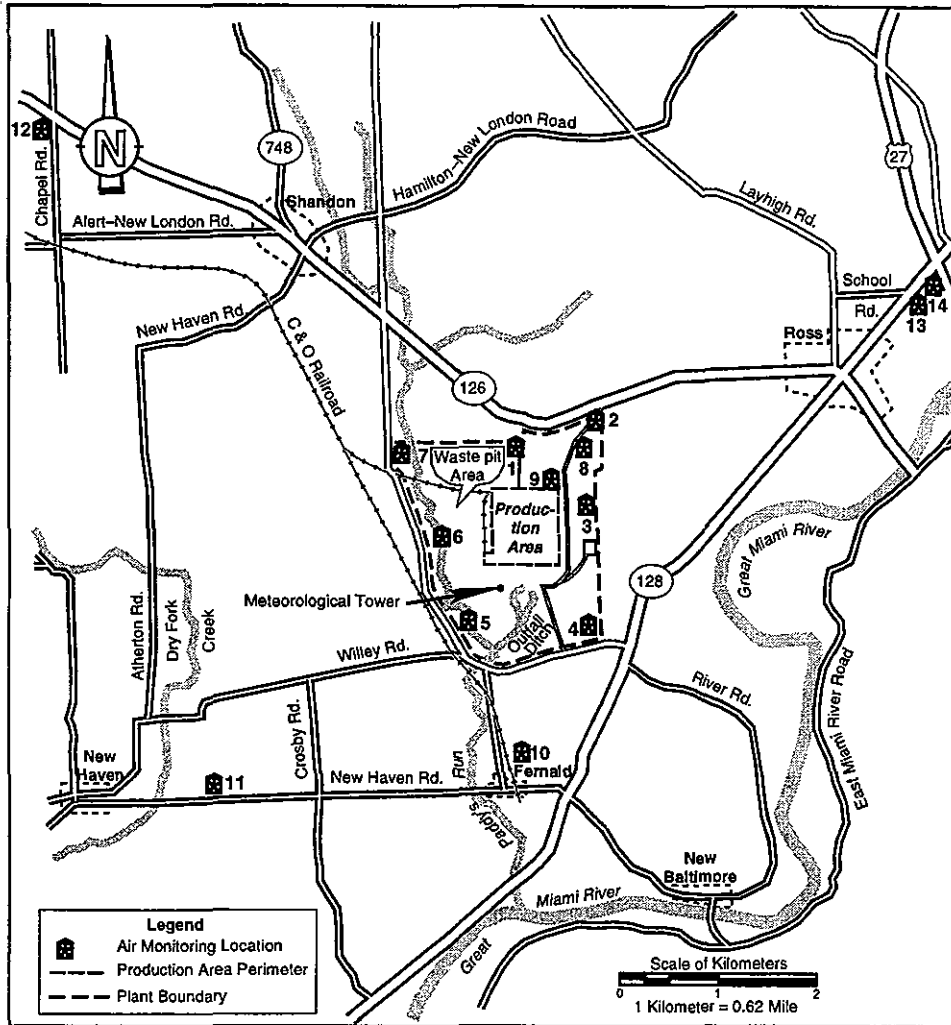 12
N
748
27
Hamilton–New London Road
Chapel Rd.
Shandon
Layhigh Rd.
Alert–New London Rd.
School
Rd.
14
13
New Haven Rd.
C & O Railroad
Ross
126
2
7
Waste pit
Area
1
8
9
3
Produc-
tion
Area
6
Great Miami River
128
Meteorological Tower
Atherton Rd.
Dry Fork
Creek
5
Outfall
Ditch
4
Willey Rd.
River Rd.
East Miami River Road
Crosby Rd.
New
Haven
11
New Haven Rd.
10
Fernald
Paddy's
Run
New
Baltimore
Great
Miami River
Legend
Air Monitoring Location
Production Area Perimeter
Plant Boundary
Scale of Kilometers
0 1 2
1 Kilometer = 0.62 Mile